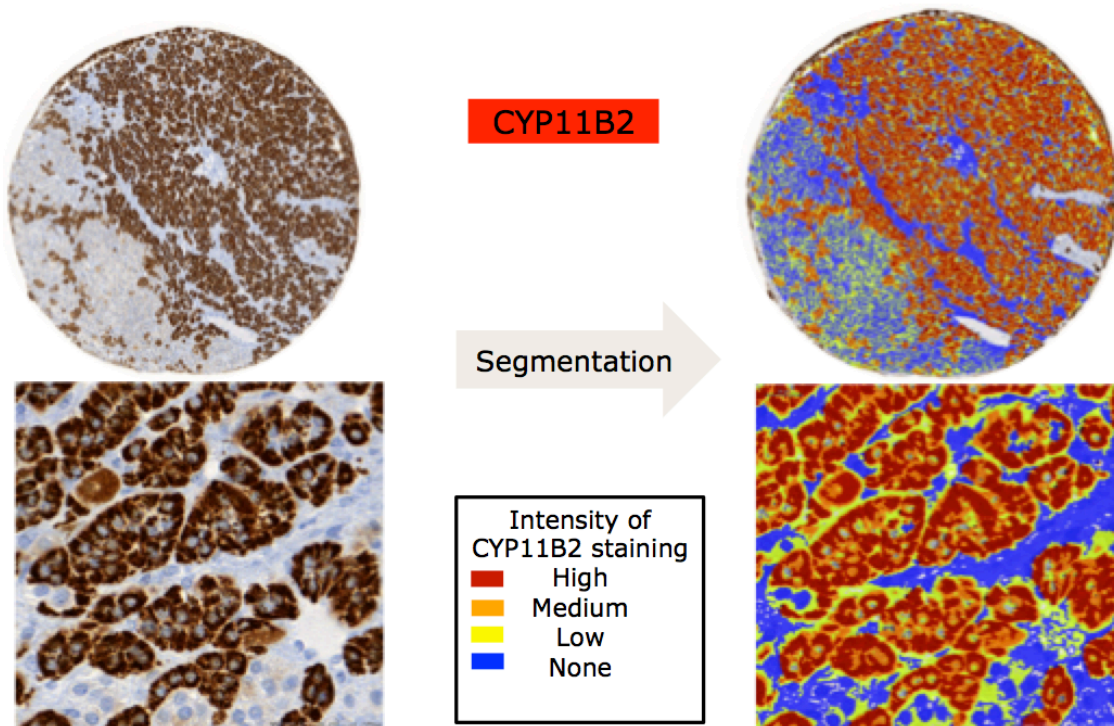 CYP11B2
Segmentation
Intensity of
CYP11B2 staining
High
Medium
Low
None